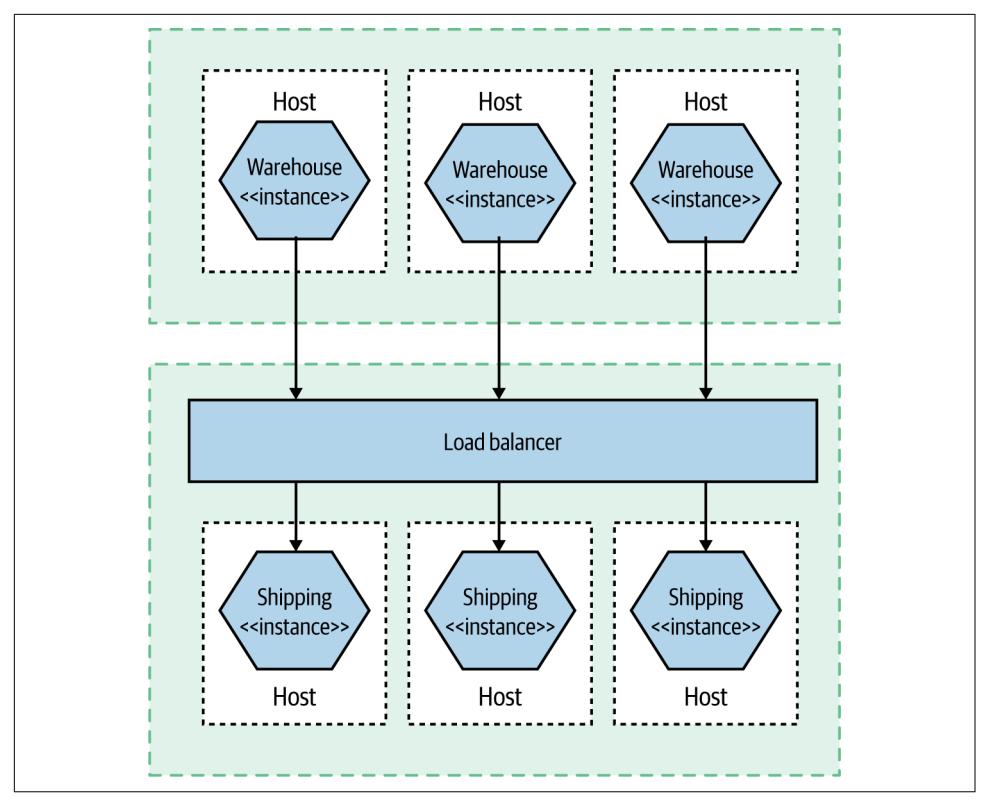 Host
Host
Host
Warehouse
<<instance>>
Warehouse
<<instance>>
Warehouse
<<instance>>
Load balancer
Shipping
<<instance>>
Shipping
<<instance>>
Shipping
<<instance>>
Host
Host
Host